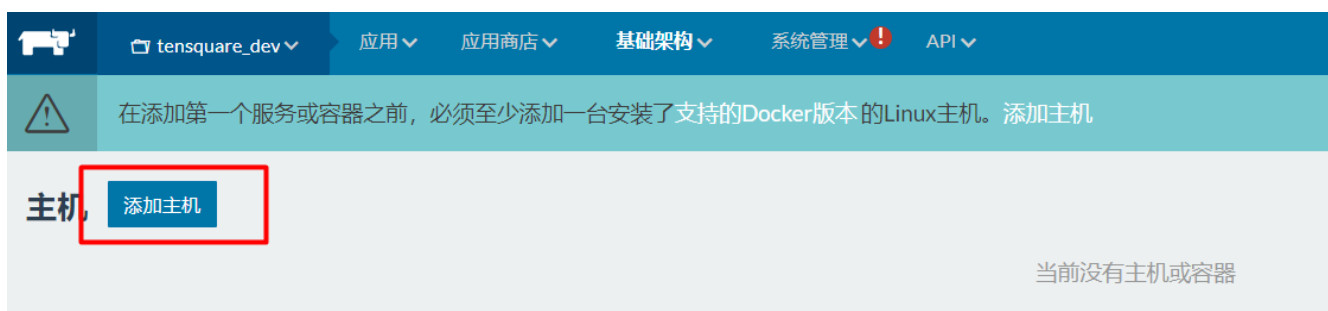 tensquare_dev 应用 应用商店 基础架构 系统管理 ! API
在添加第一个服务或容器之前，必须至少添加一台安装了支持的Docker版本的Linux主机。添加主机
主机 添加主机
当前没有主机或容器